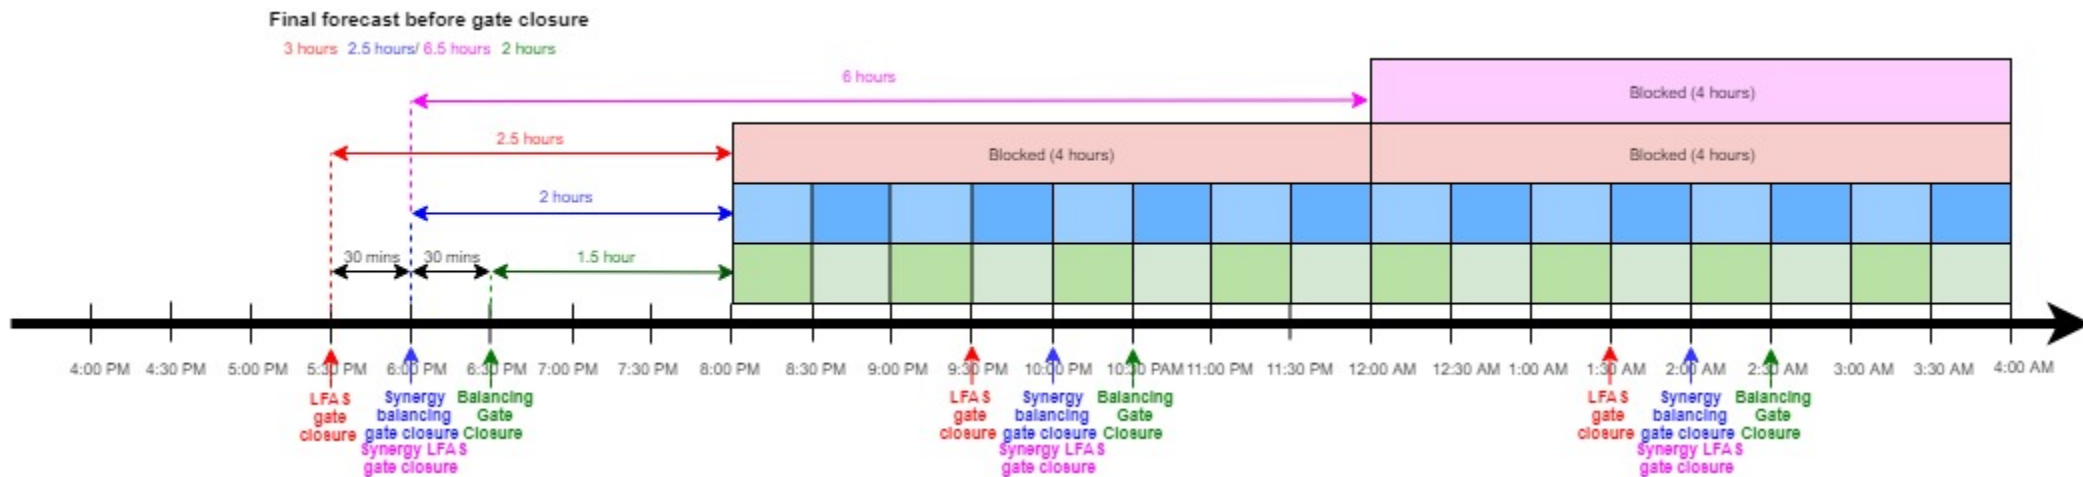 Final forecast before gate closure
3 hours 2.5 hours/ 6.5 hours 2 hours
6 hours
Blocked (4 hours)
2.5 hours
Blocked (4 hours)
Blocked (4 hours)
2 hours
30 mins
30 mins
1.5 hour
4:00 PM 4:30 PM 5:00 PM 5:30 PM 6:00 PM 6:30 PM 7:00 PM 7:30 PM 8:00 PM 8:30 PM 9:00 PM 9:30 PM 10:00 PM 10:30 PAM 11:00 PM 11:30 PM 12:00 AM 12:30 AM 1:00 AM 1:30 AM 2:00 AM 2:30 AM 3:00 AM 3:30 AM 4:00 AM
LFAS
gate
closure
Synergy
balancing
gate closure
Synergy LFAS
gate closure
Balancing
Gate
Closure
LFAS
gate
closure
Synergy
balancing
gate closure
Synergy LFAS
gate closure
Balancing
Gate
Closure
LFAS
gate
closure
Synergy
balancing
gate closure
Synergy LFAS
gate closure
Balancing
Gate
Closure